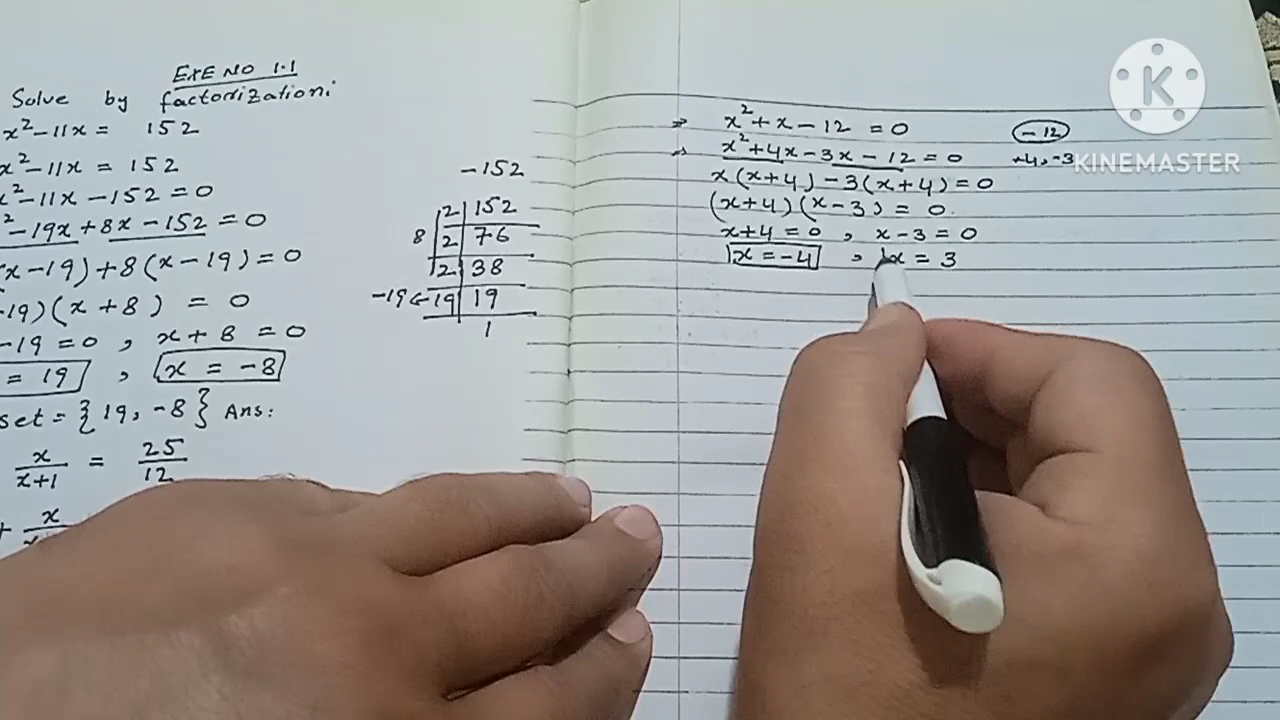 EXE NO 1.1
Solve by factorization:
x²-11x = 152
x²-11x = 152
x²-11x-152 = 0
²-19x+8x-152 = 0
x-19)+8(x-19) = 0
-19)(x+8) = 0
-19 = 0 , x+8 = 0
= 19 , x = -8
set = {19, -8} Ans:
x/x+1 = 25/12
+ x
-152
2 152
8 2 76
2 38
-19 ← 19 19
1
⇒ x²+x-12 = 0 -12
⇒ x²+4x-3x-12 = 0 +4, -3
x(x+4)-3(x+4) = 0
(x+4)(x-3) = 0.
x+4 = 0 , x-3 = 0
x = -4 , x = 3
K
KINEMASTER